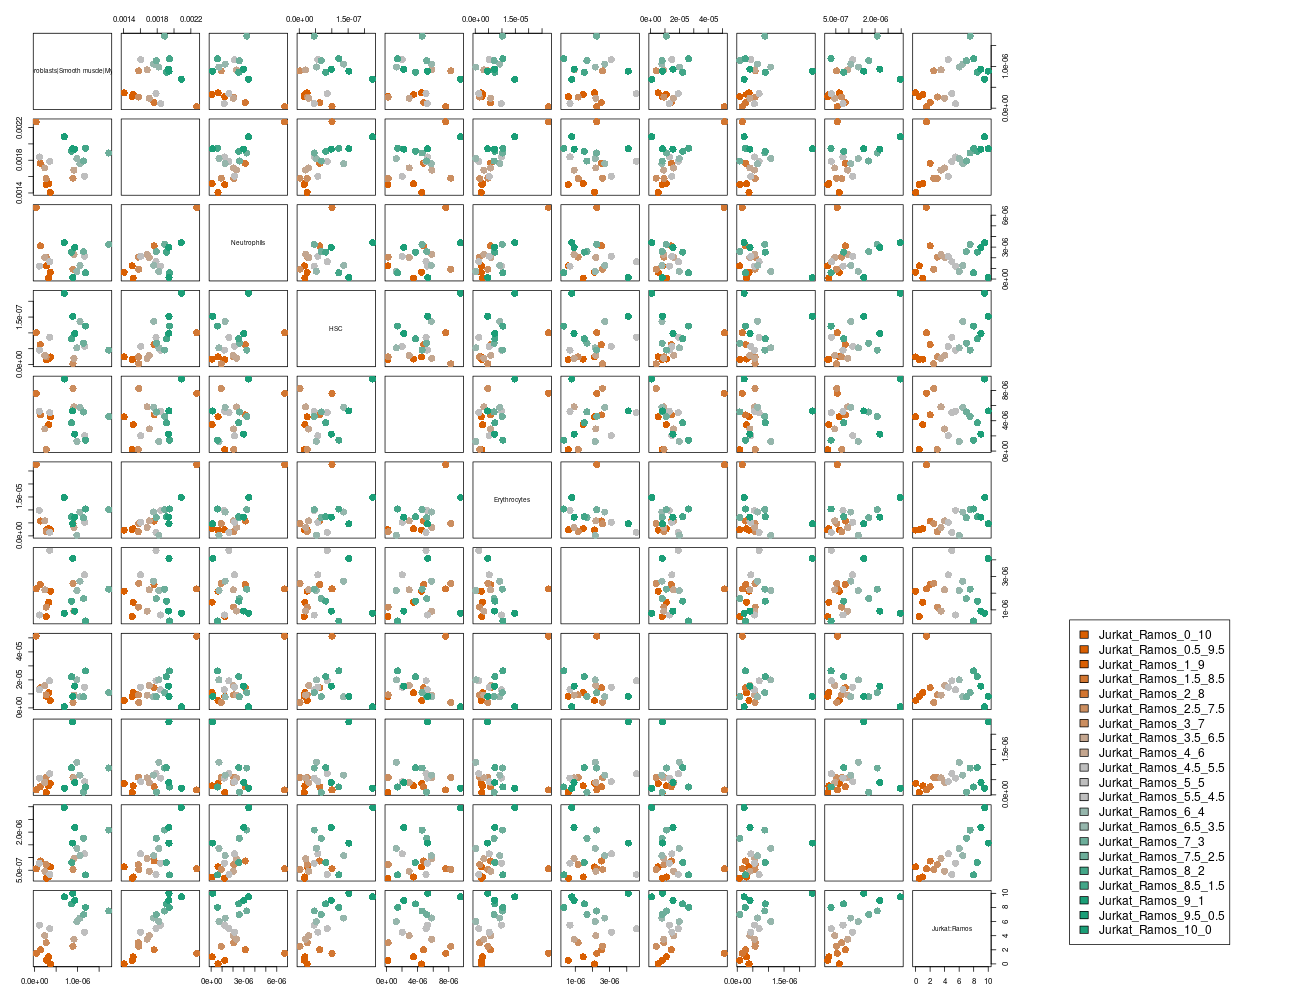 0.0014 0.0018 0.0022 0.0e+00 1.5e-07 0.0e+00 1.5e-05 0e+00 2e-05 4e-05 5.0e-07 2.0e-06
roblasts|Smooth muscle|M
0.0e+00 1.0e-06
0.0014 0.0018 0.0022
Neutrophils
0e+00 3e-06 6e-06
HSC
0.0e+00 1.5e-07
0e+00 4e-06 8e-06
Erythrocytes
0.0e+00 1.5e-05
1e-06 3e-06
0e+00 2e-05 4e-05
0.0e+00 1.5e-06
5.0e-07 2.0e-06
Jurkat:Ramos
0 2 4 6 8 10
0.0e+00 1.0e-06 0e+00 3e-06 6e-06 0e+00 4e-06 8e-06 1e-06 3e-06 0.0e+00 1.5e-06 0 2 4 6 8 10
Jurkat_Ramos_0_10
Jurkat_Ramos_0.5_9.5
Jurkat_Ramos_1_9
Jurkat_Ramos_1.5_8.5
Jurkat_Ramos_2_8
Jurkat_Ramos_2.5_7.5
Jurkat_Ramos_3_7
Jurkat_Ramos_3.5_6.5
Jurkat_Ramos_4_6
Jurkat_Ramos_4.5_5.5
Jurkat_Ramos_5_5
Jurkat_Ramos_5.5_4.5
Jurkat_Ramos_6_4
Jurkat_Ramos_6.5_3.5
Jurkat_Ramos_7_3
Jurkat_Ramos_7.5_2.5
Jurkat_Ramos_8_2
Jurkat_Ramos_8.5_1.5
Jurkat_Ramos_9_1
Jurkat_Ramos_9.5_0.5
Jurkat_Ramos_10_0